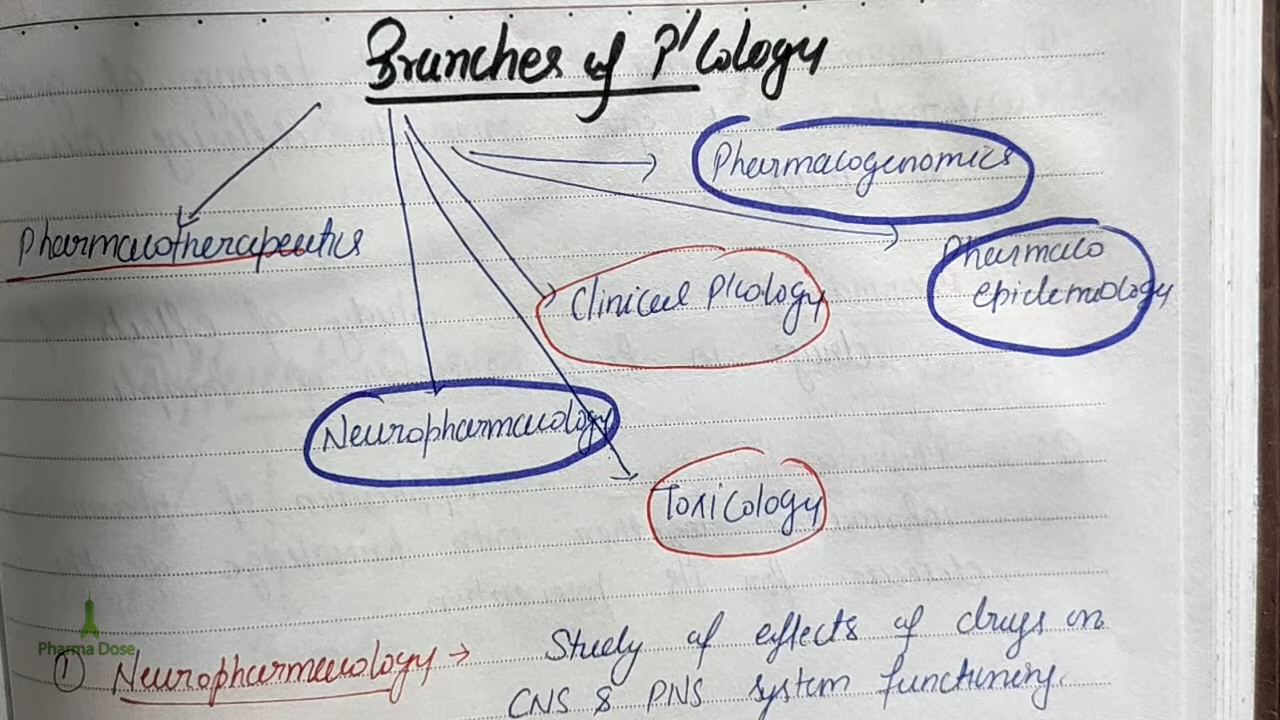 Branches of P'cology
Pharmacogenomics
Pharmacotherapeutics
Pharmaco
epidemiology
Clinical P'cology
Neuropharmacology
Toxicology
Pharma Dose
① Neuropharmacology → Study of effects of drugs on
CNS & PNS system functioning.